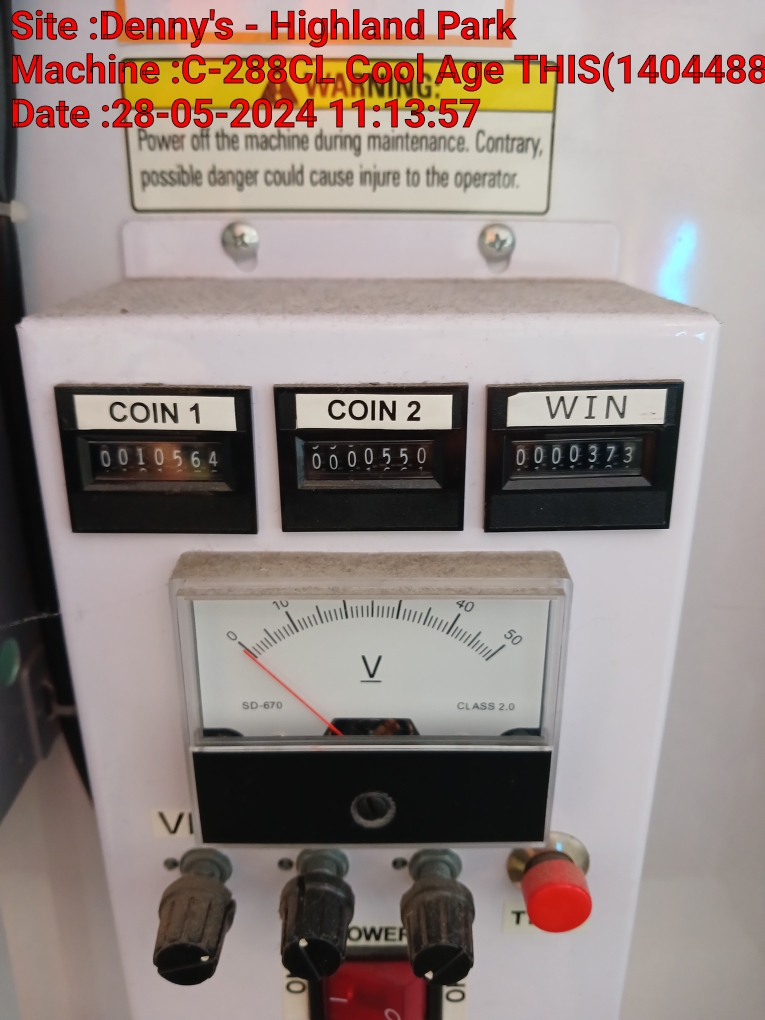 Site :Denny's - Highland Park
Machine :C-288CL Cool Age THIS(1404488
Date :28-05-2024 11:13:57
WARNING:
Power off the machine during maintenance. Contrary,
possible danger could cause injure to the operator.
COIN 1
COIN 2
WIN
0010564
0000550
0000373
0
10
40
50
V
SD-670
CLASS 2.0